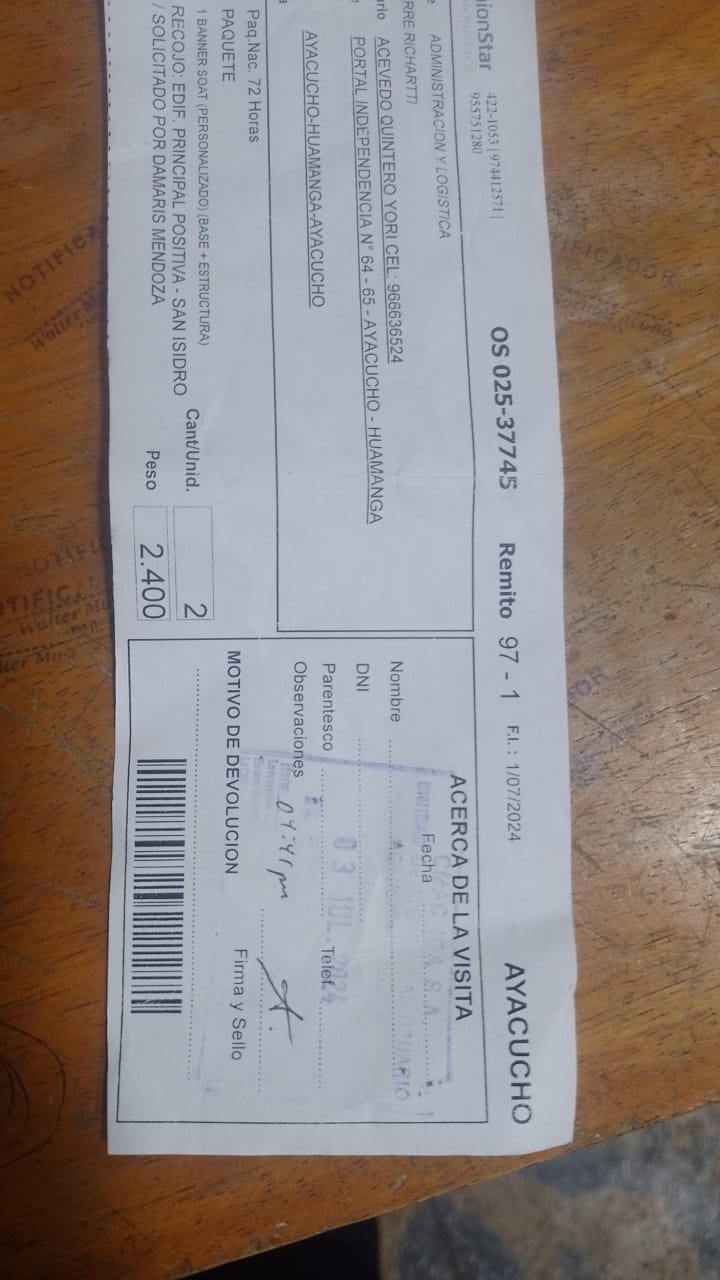 ionStar
422-1053 | 974412571 |
955751280
OS 025-37745
Remito 97 - 1
F.I.: 1/07/2024
AYACUCHO
ADMINISTRACION Y LOGISTICA
RRE RICHARTTI
rio ACEVEDO QUINTERO YORI CEL: 966636524
PORTAL INDEPENDENCIA N° 64 - 65 - AYACUCHO - HUAMANGA
AYACUCHO-HUAMANGA-AYACUCHO
Paq.Nac. 72 Horas
PAQUETE
1 BANNER SOAT (PERSONALIZADO) (BASE + ESTRUCTURA)
RECOJO: EDIF. PRINCIPAL POSITIVA - SAN ISIDRO
/ SOLICITADO POR DAMARIS MENDOZA
Cant/Unid. 2
Peso 2.400
ACERCA DE LA VISITA
Fecha
Nombre
DNI
Parentesco
Telef.
03 JUL. 2024
Observaciones
04:41 pm
MOTIVO DE DEVOLUCION
Firma y Sello
NOTIFICADOR